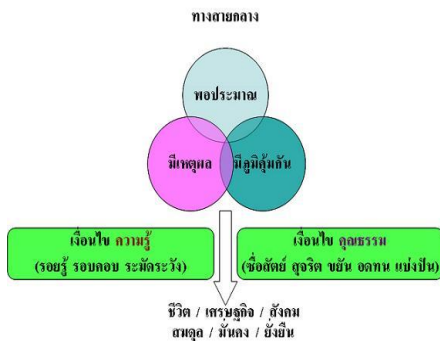 ทางสายกลาง
พอประมาณ
มีเหตุผล
มีภูมิคุ้มกัน
เงื่อนไข ความรู้
(รอยรู้ รอบคอบ ระมัดระวัง)
เงื่อนไข คุณธรรม
(ซื่อสัตย์ สุจริต ขยัน อดทน แบ่งปัน)
ชีวิต / เศรษฐกิจ / สังคม
สมดุล / มั่นคง / ยั่งยืน